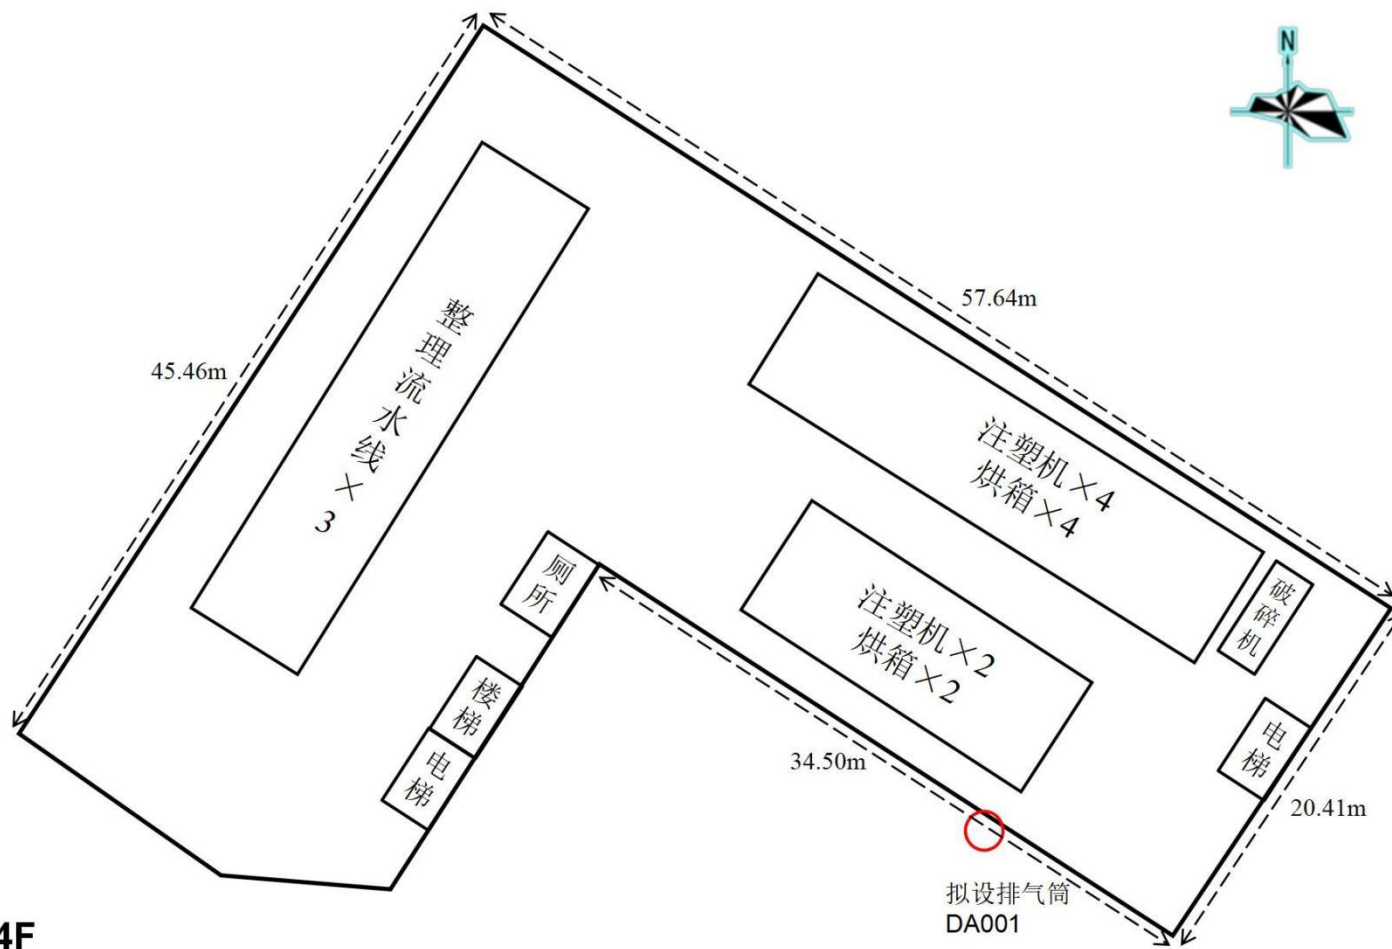 N
57.64m
45.46m
整理流水线×3
注塑机×4
烘箱×4
厕所
注塑机×2
烘箱×2
破碎机
楼梯
电梯
电梯
34.50m
20.41m
拟设排气筒
DA001
4F